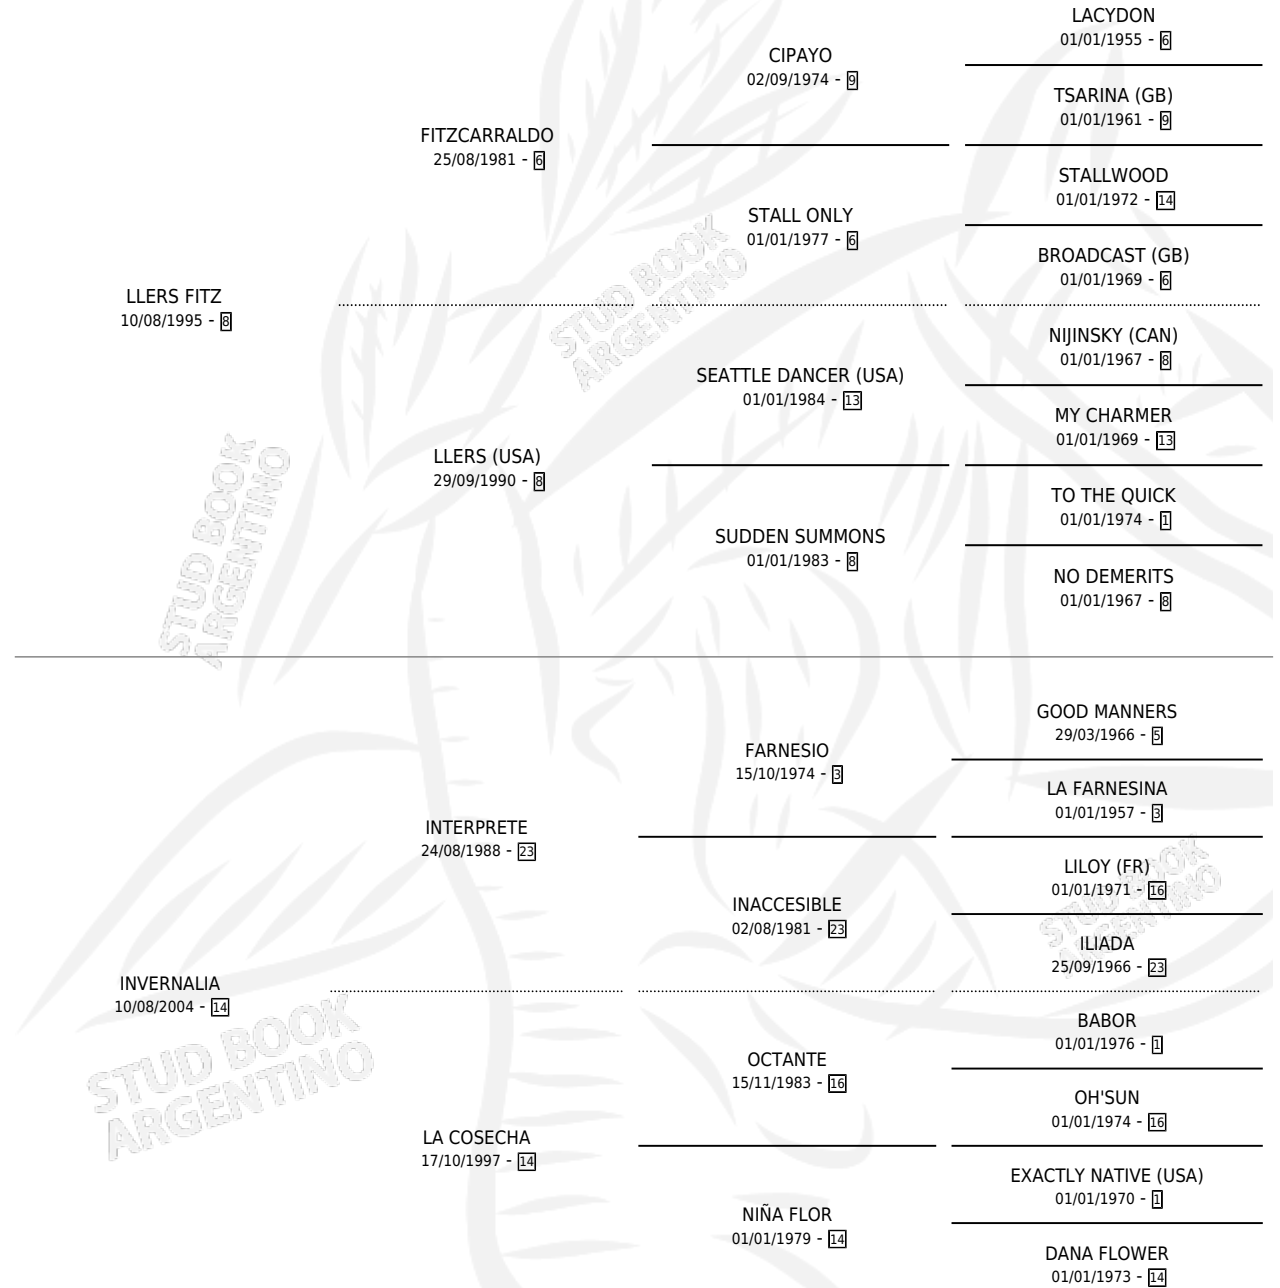 LACYDON
01/01/1955 - 6
CIPAYO
02/09/1974 - 9
TSARINA (GB)
01/01/1961 - 9
FITZCARRALDO
25/08/1981 - 6
STALLWOOD
01/01/1972 - 14
STALL ONLY
01/01/1977 - 6
BROADCAST (GB)
01/01/1969 - 6
LLERS FITZ
10/08/1995 - 8
NIJINSKY (CAN)
01/01/1967 - 8
SEATTLE DANCER (USA)
01/01/1984 - 13
MY CHARMER
01/01/1969 - 13
LLERS (USA)
29/09/1990 - 8
TO THE QUICK
01/01/1974 - 1
SUDDEN SUMMONS
01/01/1983 - 8
NO DEMERITS
01/01/1967 - 8
STUD BOOK
ARGENTINO
STUD BOOK
ARGENTINO
GOOD MANNERS
29/03/1966 - 5
FARNESIO
15/10/1974 - 3
LA FARNESINA
01/01/1957 - 3
INTERPRETE
24/08/1988 - 23
LILOY (FR)
01/01/1971 - 16
INACCESIBLE
02/08/1981 - 23
ILIADA
25/09/1966 - 23
INVERNALIA
10/08/2004 - 14
BABOR
01/01/1976 - 1
OCTANTE
15/11/1983 - 16
OH'SUN
01/01/1974 - 16
LA COSECHA
17/10/1997 - 14
EXACTLY NATIVE (USA)
01/01/1970 - 1
NIÑA FLOR
01/01/1979 - 14
DANA FLOWER
01/01/1973 - 14
STUD BOOK
ARGENTINO
STUD BOOK
ARGENTINO